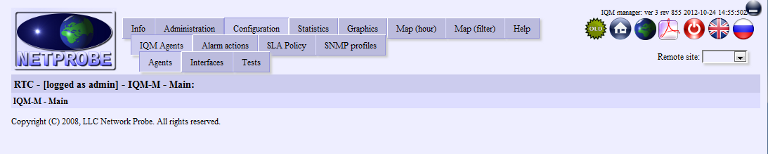 IQM manager: ver 3 rev 855 2012-10-24 14:55:50
Info Administration Configuration Statistics Graphics Map (hour) Map (filter) Help
OLD
IQM Agents Alarm actions SLA Policy SNMP profiles
NETPROBE
Agents Interfaces Tests
Remote site:
RTC - [logged as admin] - IQM-M - Main:
IQM-M - Main
Copyright (C) 2008, LLC Network Probe. All rights reserved.